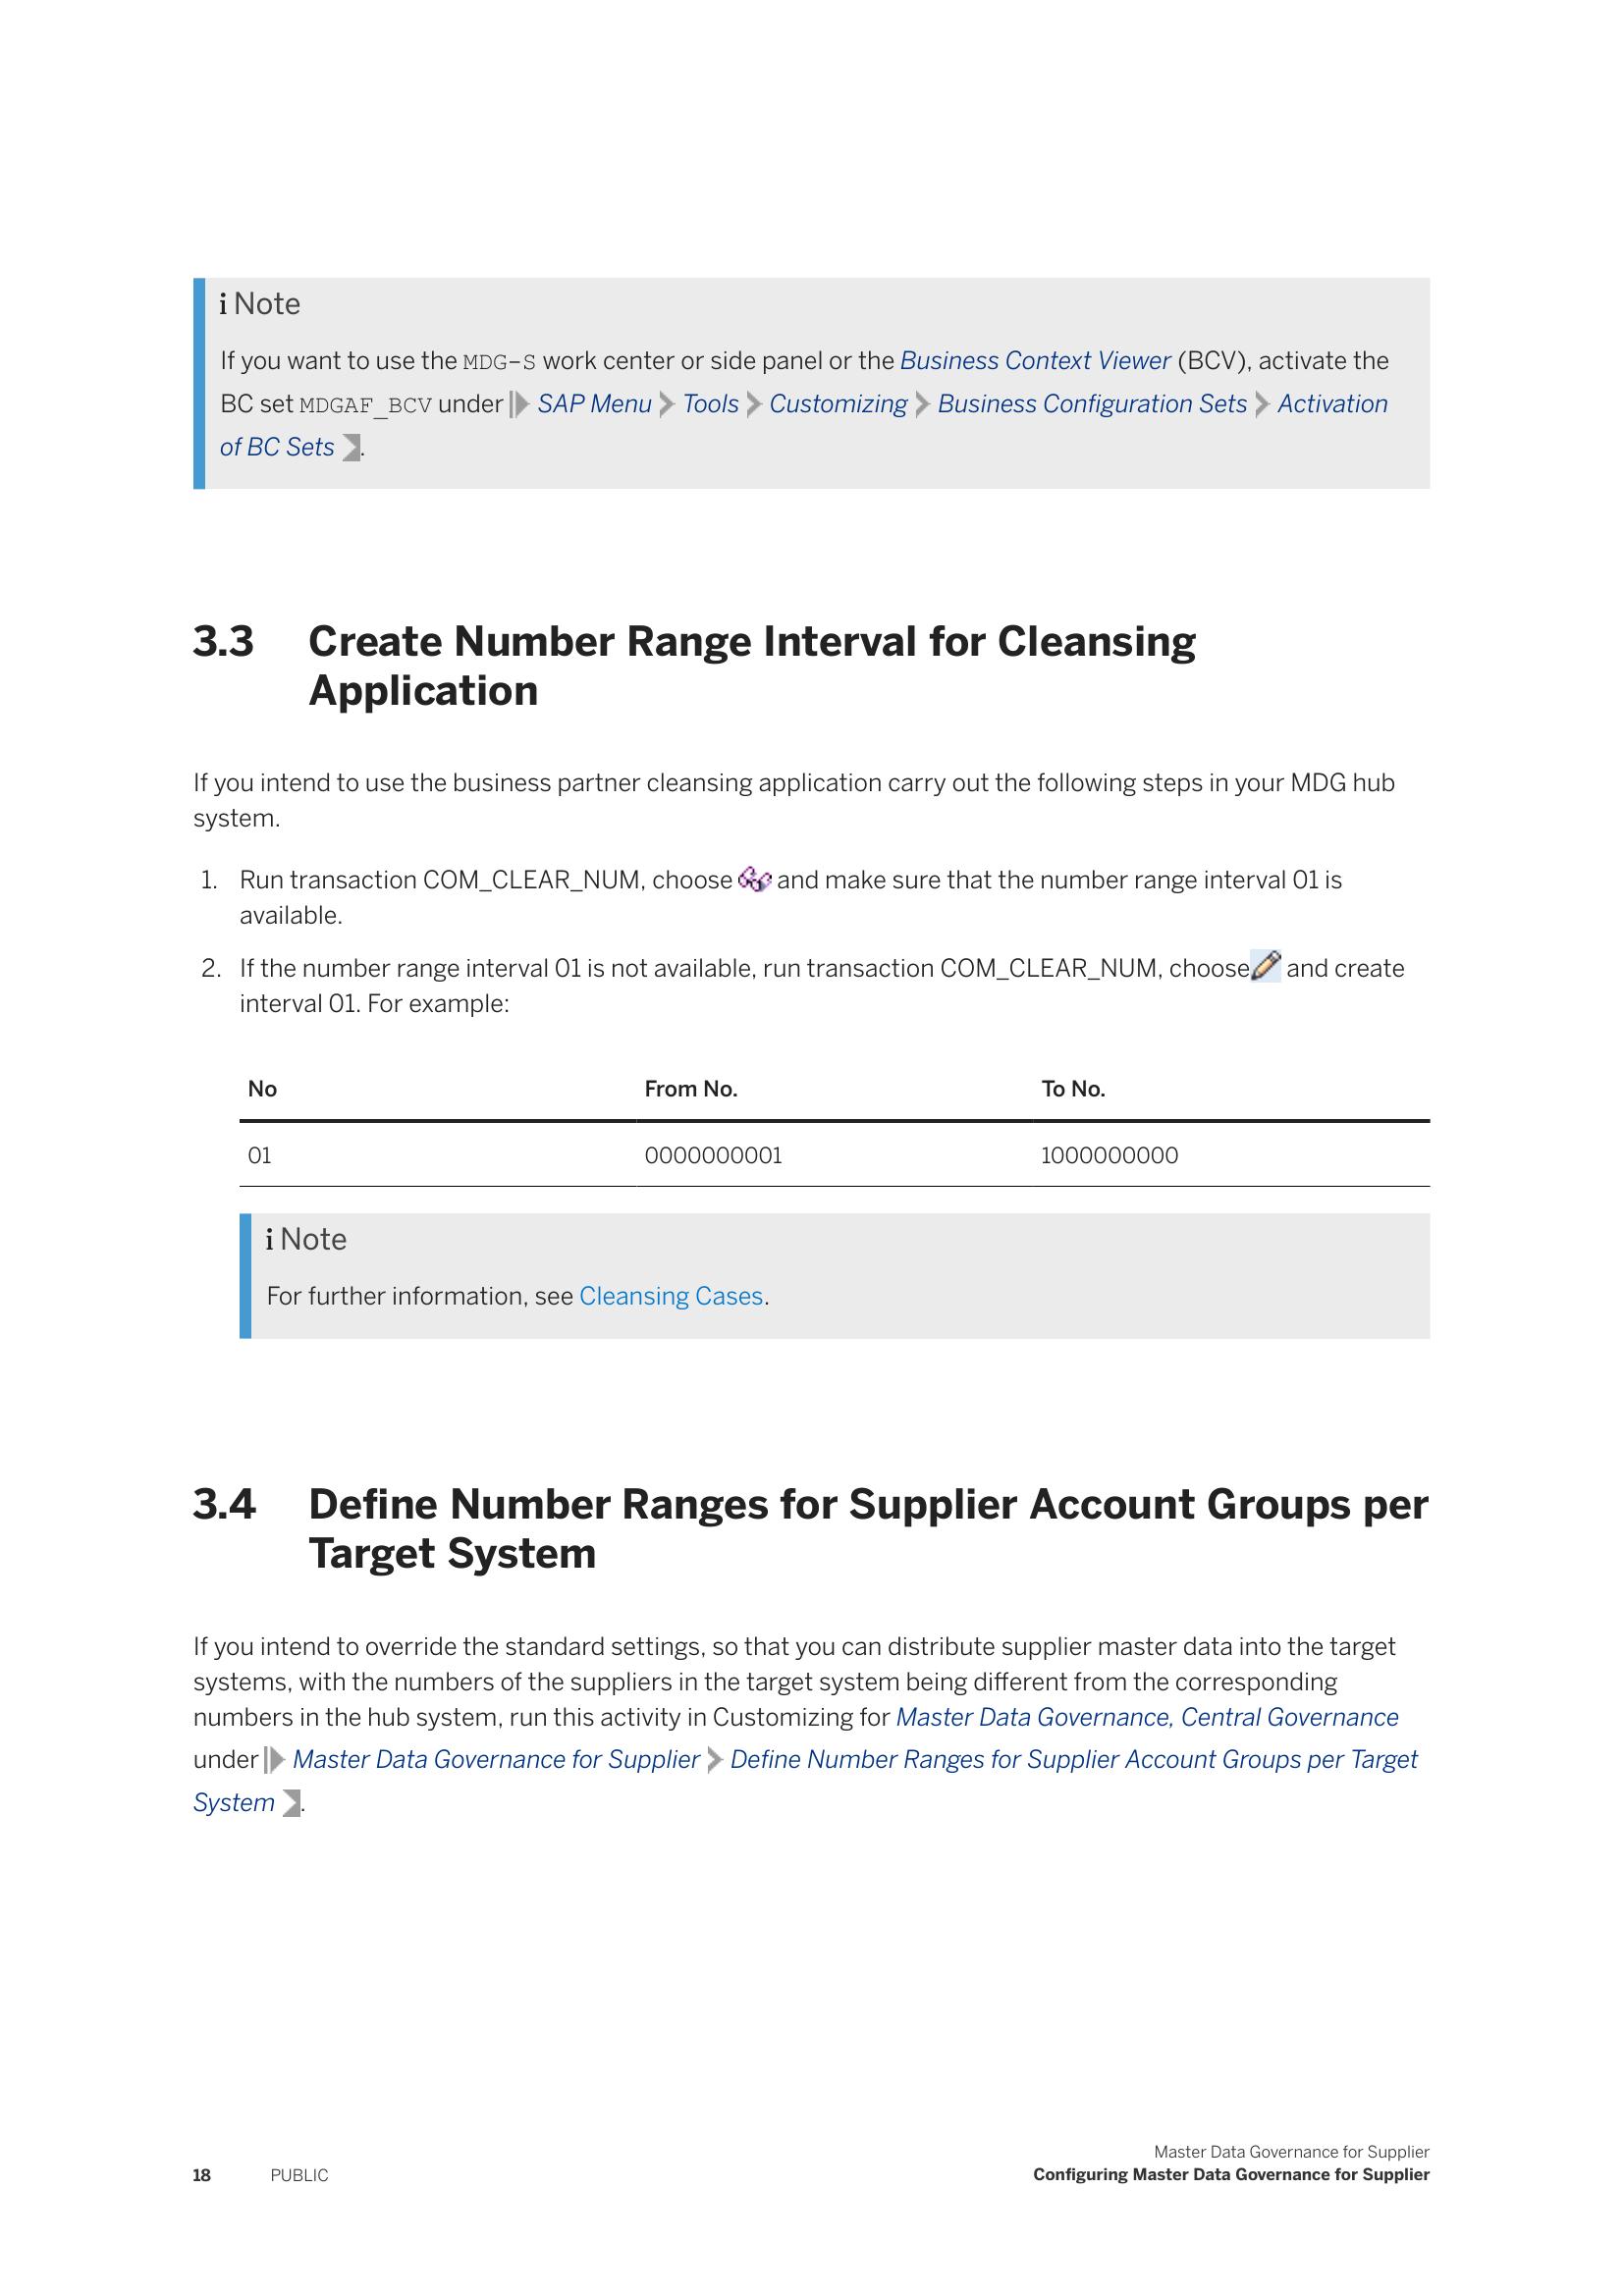 i Note
If you want to use the MDG-S work center or side panel or the Business Context Viewer (BCV), activate the
BC set MDGAF_BCV under SAP Menu Tools Customizing Business Configuration Sets Activation
of BC Sets .
3.3 Create Number Range Interval for Cleansing
Application
If you intend to use the business partner cleansing application carry out the following steps in your MDG hub
system.
1. Run transaction COM_CLEAR_NUM, choose and make sure that the number range interval 01 is
available.
2. If the number range interval 01 is not available, run transaction COM_CLEAR_NUM, choose and create
interval 01. For example:
No From No. To No.
01 0000000001 1000000000
i Note
For further information, see Cleansing Cases.
3.4 Define Number Ranges for Supplier Account Groups per
Target System
If you intend to override the standard settings, so that you can distribute supplier master data into the target
systems, with the numbers of the suppliers in the target system being different from the corresponding
numbers in the hub system, run this activity in Customizing for Master Data Governance, Central Governance
under Master Data Governance for Supplier Define Number Ranges for Supplier Account Groups per Target
System .
Master Data Governance for Supplier
18 PUBLIC Configuring Master Data Governance for Supplier